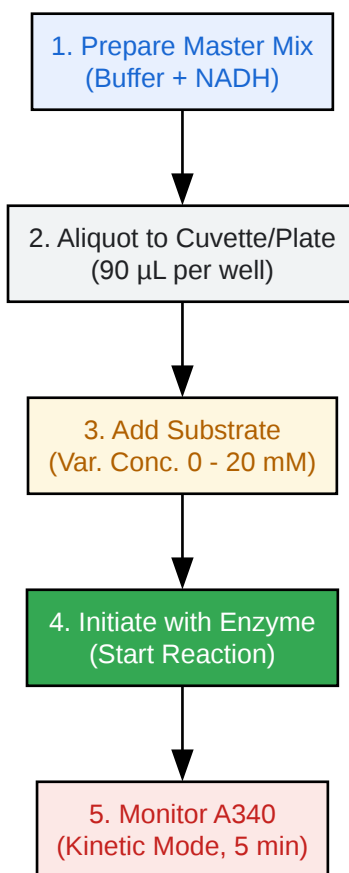 1. Prepare Master Mix
(Buffer + NADH)
2. Aliquot to Cuvette/Plate
(90 µL per well)
3. Add Substrate
(Var. Conc. 0 - 20 mM)
4. Initiate with Enzyme
(Start Reaction)
5. Monitor A340
(Kinetic Mode, 5 min)